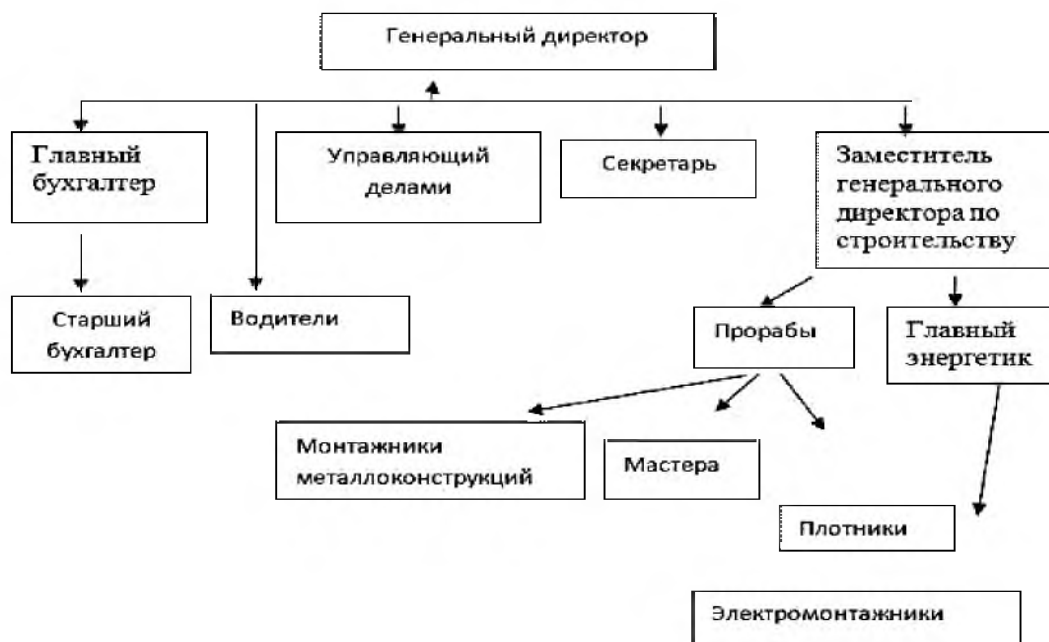 Генеральный директор
Главный
бухгалтер
Управляющий
делами
Секретарь
Заместитель
генерального
директора по
строительству
Старший
бухгалтер
Водители
Прорабы
Главный
энергетик
Монтажники
металлоконструкций
Мастера
Плотники
Электромонтажники